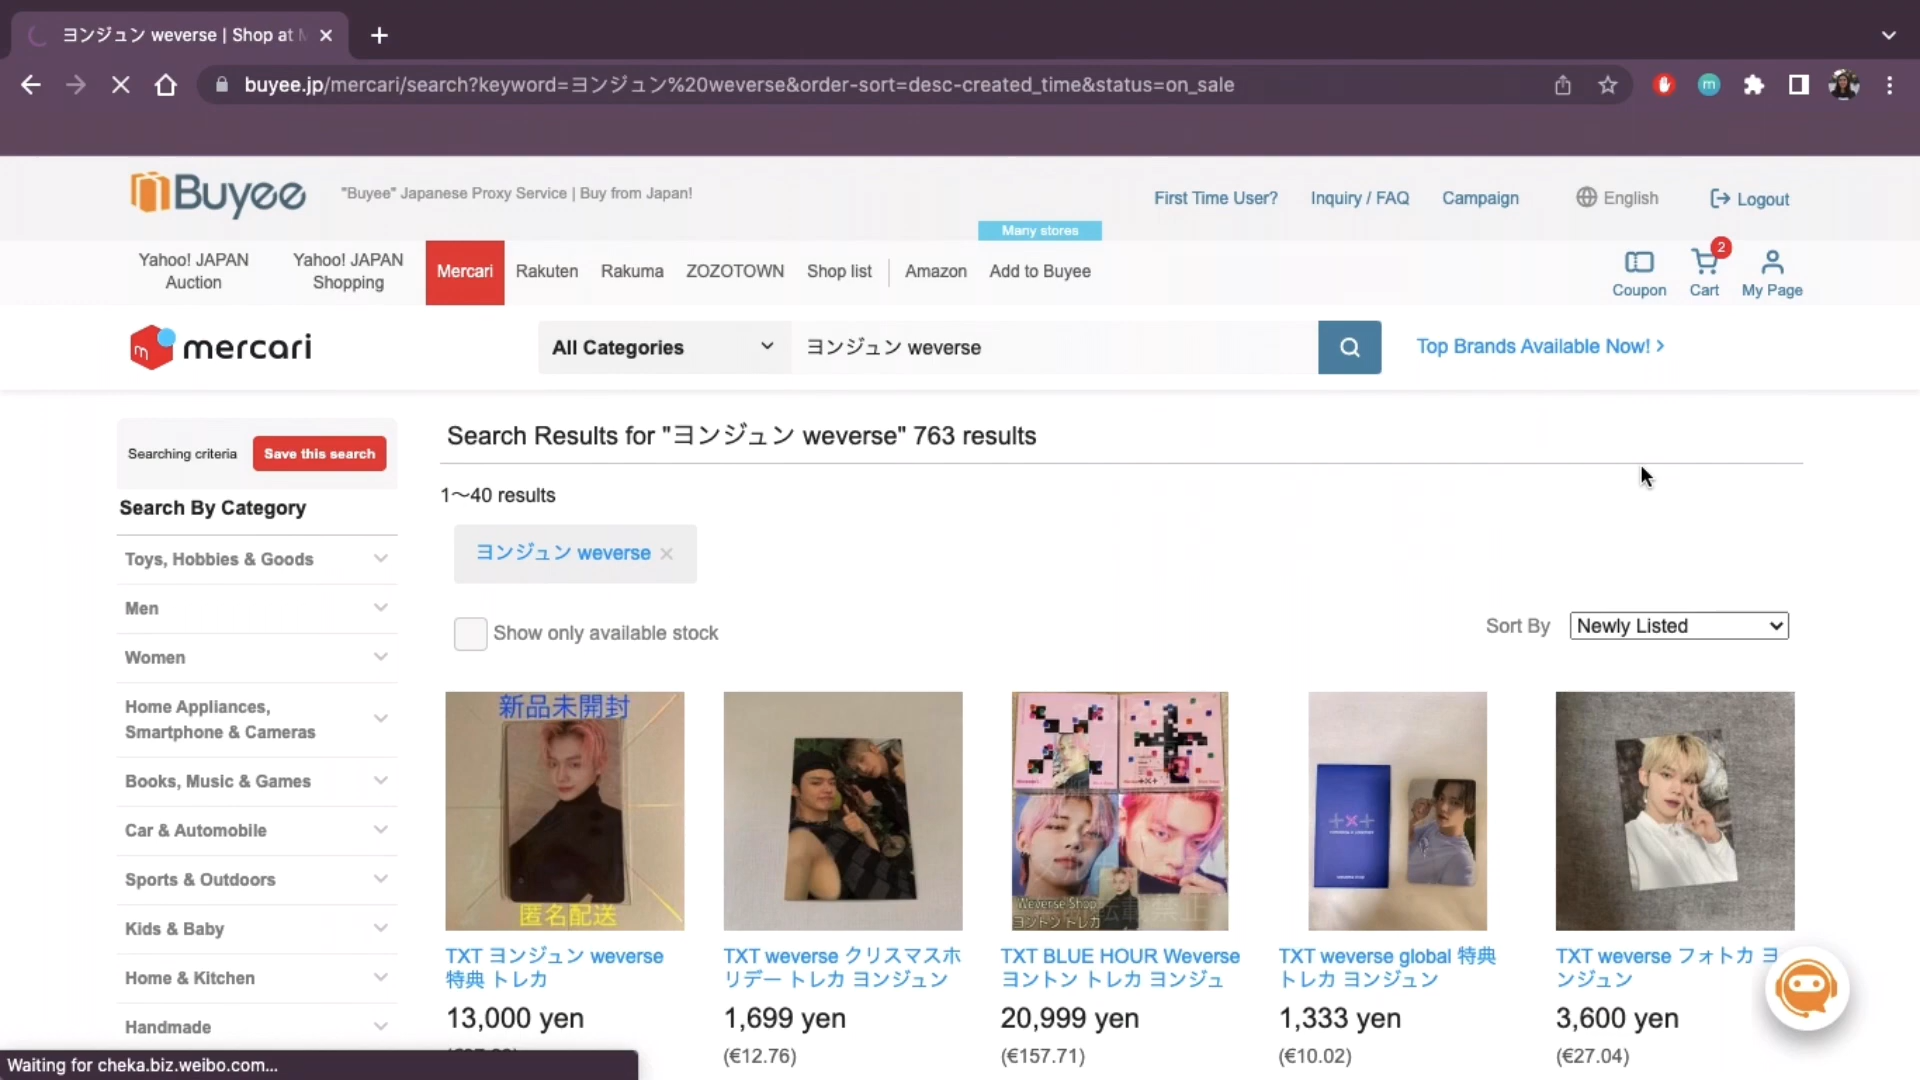 ヨンジュン weverse | Shop at
buyee.jp/mercari/search?keyword=ヨンジュン%20weverse&order-sort=desc-created_time&status=on_sale
m
Buyee
"Buyee" Japanese Proxy Service | Buy from Japan!
First Time User?
Inquiry / FAQ
Campaign
English
Logout
Many stores
Yahoo! JAPAN
Auction
Yahoo! JAPAN
Shopping
Mercari
Rakuten
Rakuma
ZOZOTOWN
Shop list
Amazon
Add to Buyee
2
Coupon
Cart
My Page
mercari
All Categories
ヨンジュン weverse
Top Brands Available Now!
Searching criteria
Save this search
Search Results for "ヨンジュン weverse" 763 results
1〜40 results
ヨンジュン weverse
Show only available stock
Sort By
Newly Listed
Search By Category
Toys, Hobbies & Goods
Men
Women
Home Appliances,
Smartphone & Cameras
Books, Music & Games
Car & Automobile
Sports & Outdoors
Kids & Baby
Home & Kitchen
Handmade
新品未開封
匿名配送
Weverse Shop
ヨントン トレカ
転載禁止
TXT ヨンジュン weverse
特典 トレカ
13,000 yen
TXT weverse クリスマスホ
リデー トレカ ヨンジュン
1,699 yen
(€12.76)
TXT BLUE HOUR Weverse
ヨントン トレカ ヨンジュ
20,999 yen
(€157.71)
TXT weverse global 特典
トレカ ヨンジュン
1,333 yen
(€10.02)
TXT weverse フォトカ ヨ
ンジュン
3,600 yen
(€27.04)
Waiting for cheka.biz.weibo.com...